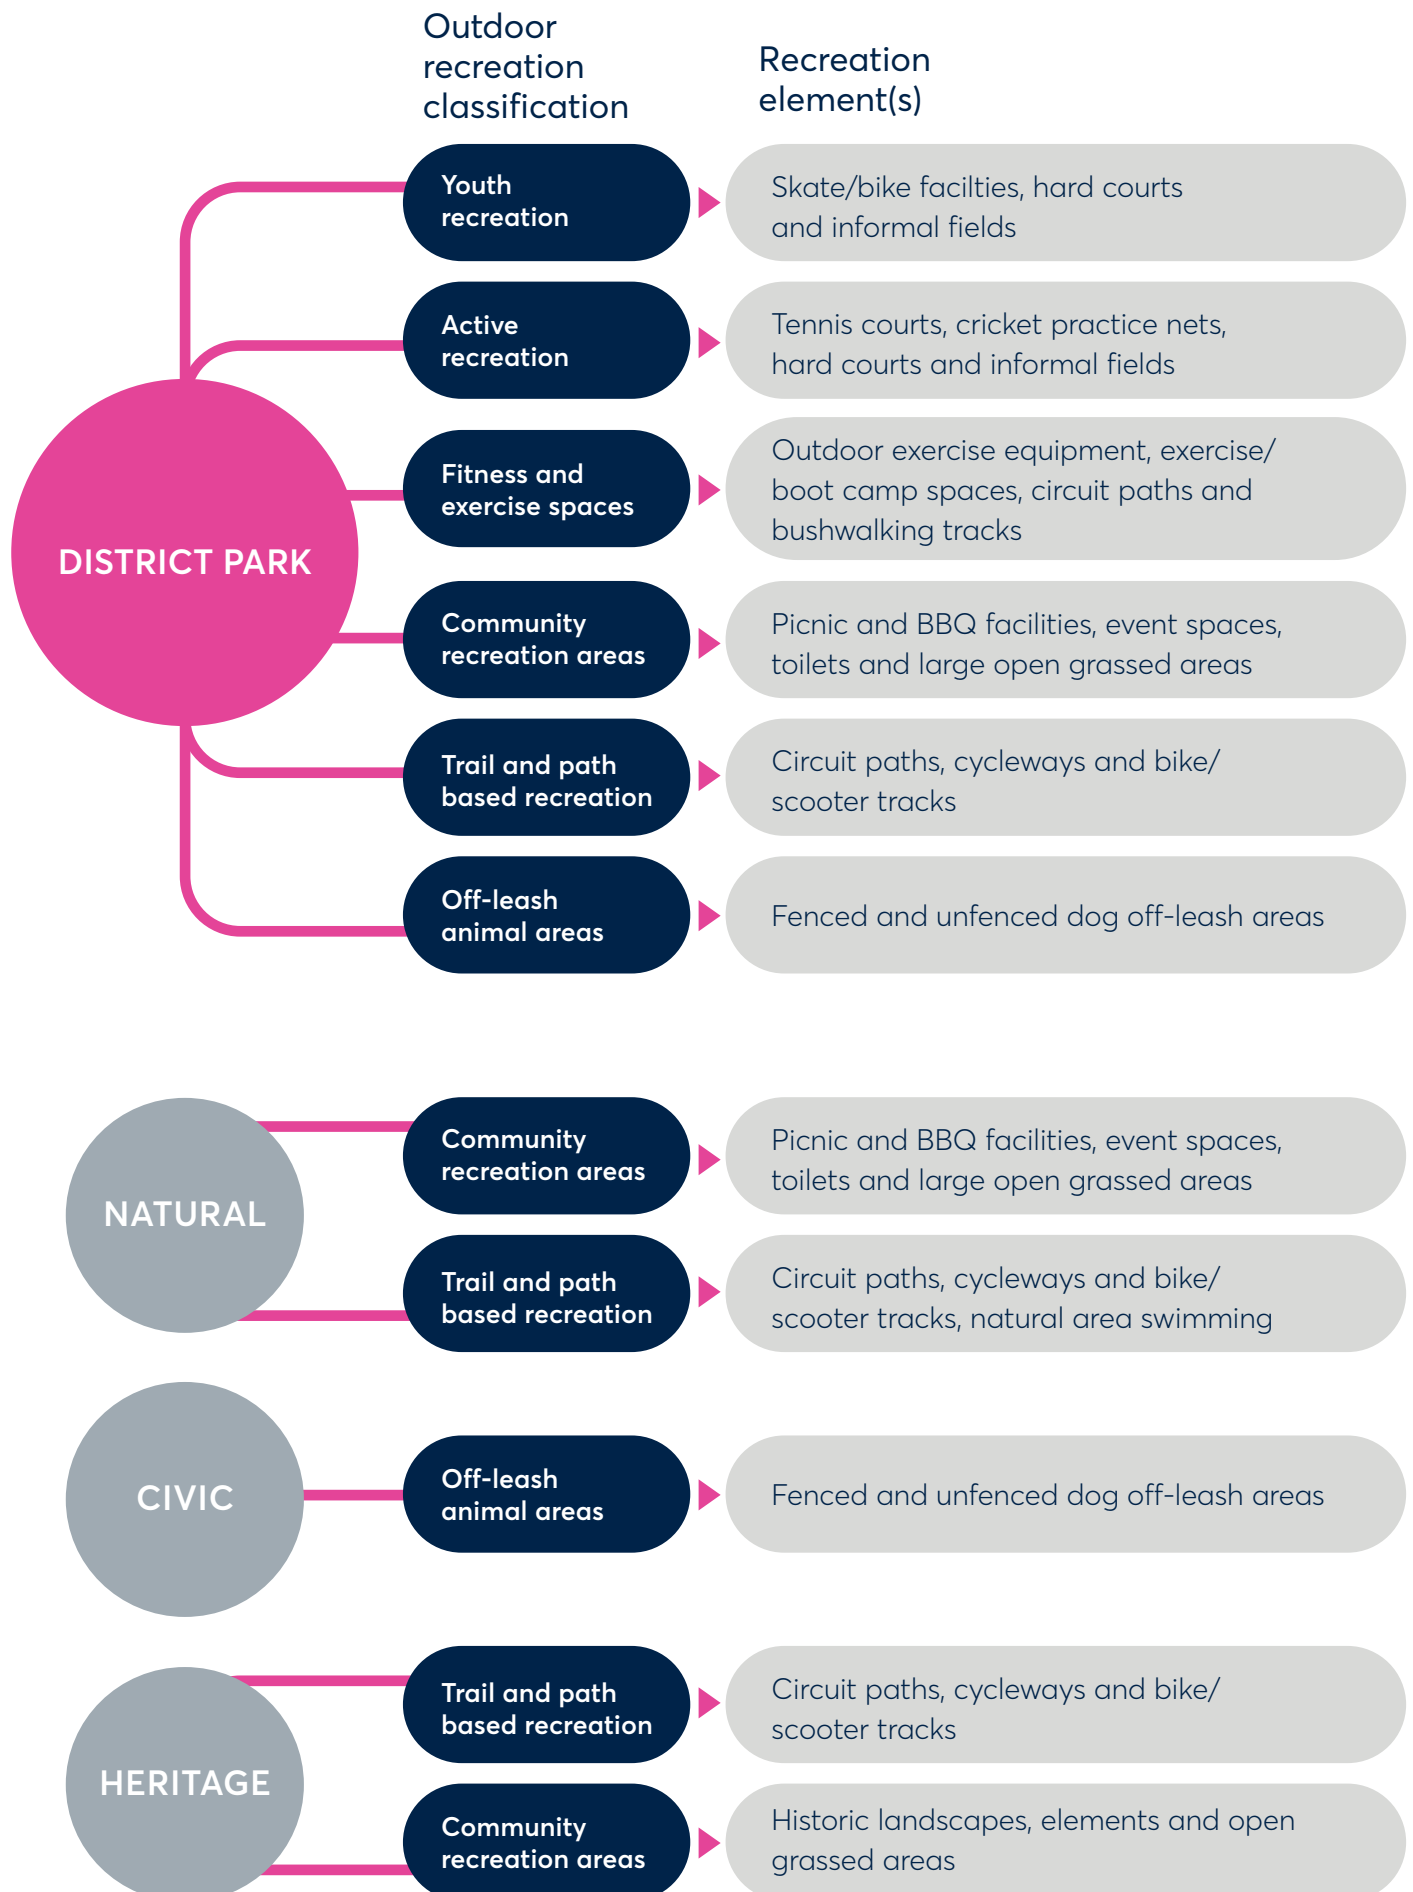 Outdoor
recreation
classification
Recreation
element(s)
Youth
recreation
Skate/bike facilties, hard courts
and informal fields
Active
recreation
Tennis courts, cricket practice nets,
hard courts and informal fields
DISTRICT PARK
Fitness and
exercise spaces
Outdoor exercise equipment, exercise/
boot camp spaces, circuit paths and
bushwalking tracks
Community
recreation areas
Picnic and BBQ facilities, event spaces,
toilets and large open grassed areas
Trail and path
based recreation
Circuit paths, cycleways and bike/
scooter tracks
Off-leash
animal areas
Fenced and unfenced dog off-leash areas
NATURAL
Community
recreation areas
Picnic and BBQ facilities, event spaces,
toilets and large open grassed areas
Trail and path
based recreation
Circuit paths, cycleways and bike/
scooter tracks, natural area swimming
CIVIC
Off-leash
animal areas
Fenced and unfenced dog off-leash areas
HERITAGE
Trail and path
based recreation
Circuit paths, cycleways and bike/
scooter tracks
Community
recreation areas
Historic landscapes, elements and open
grassed areas